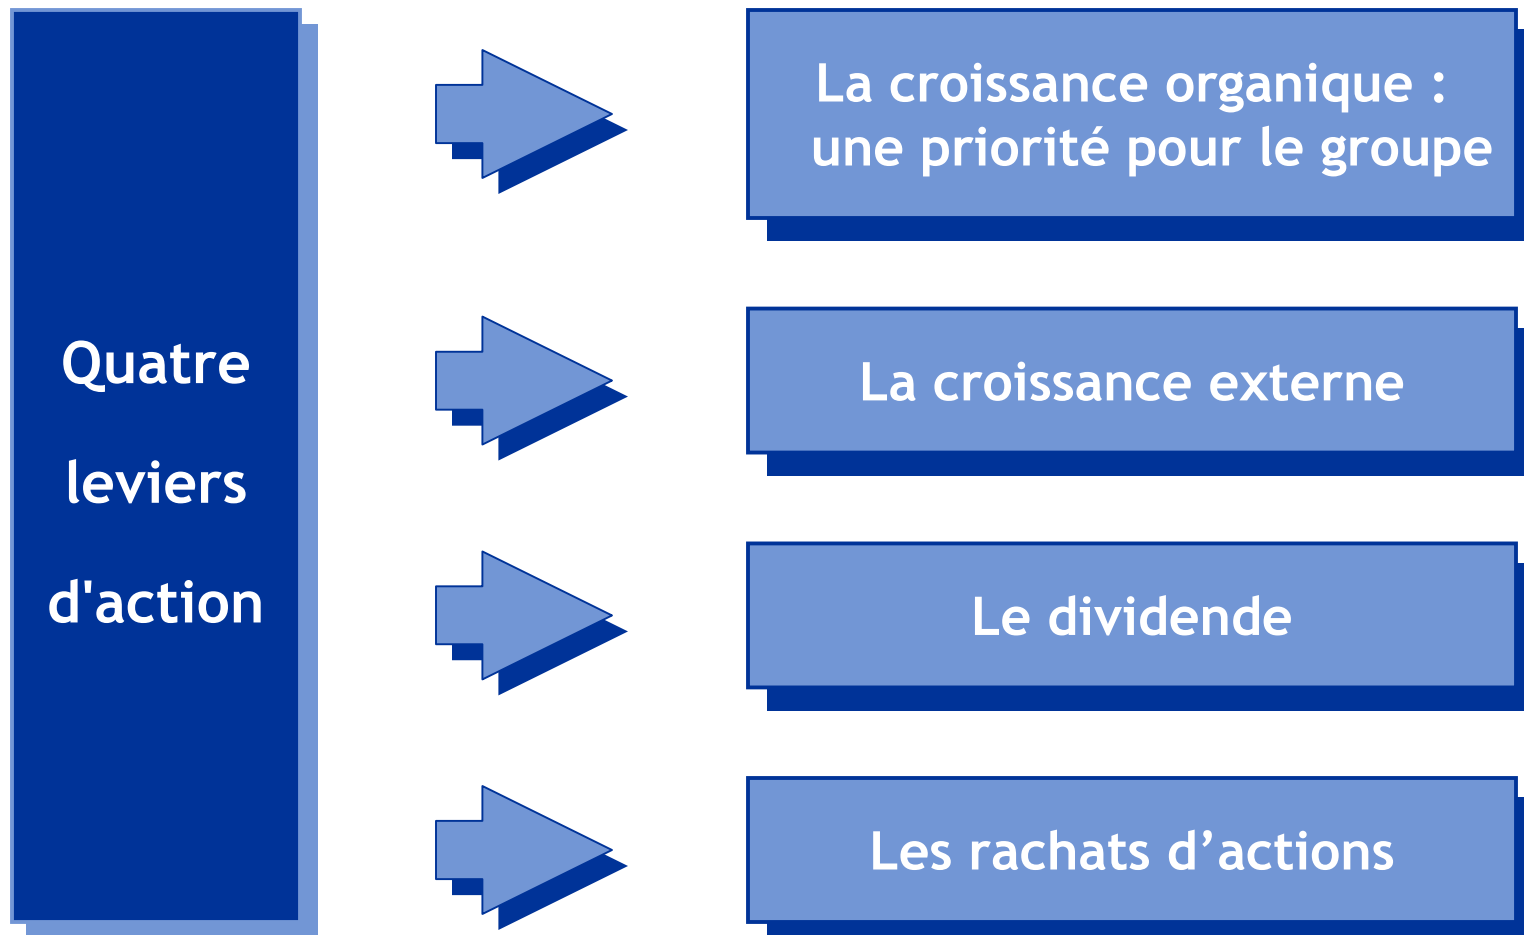 Quatre
leviers
d'action
La croissance organique :
une priorité pour le groupe
La croissance externe
Le dividende
Les rachats d’actions